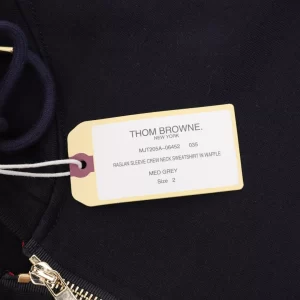 THOM BROWNE.
NEW YORK
MJT205A-06452 035
RAGLAN SLEEVE CREW NECK SWEATSHIRT IN WAFFLE
MED GREY
Size: 2